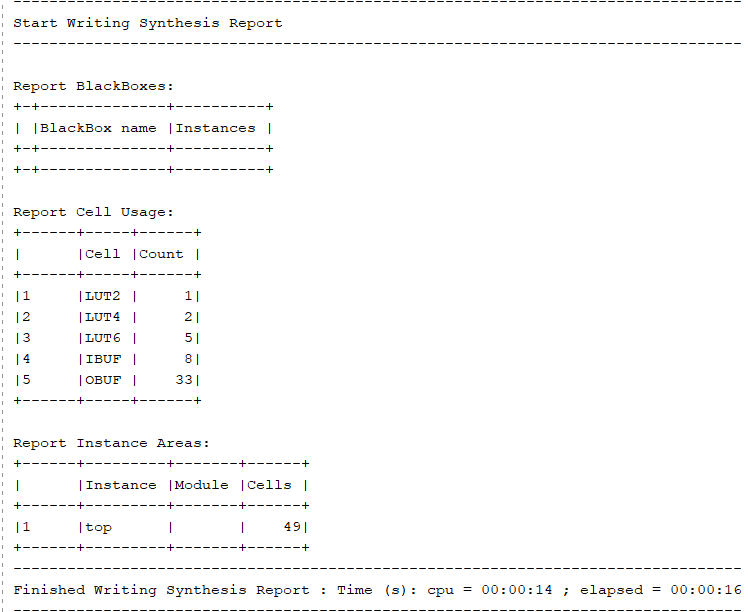 ---------------------------------------------------------------------------------
Start Writing Synthesis Report
---------------------------------------------------------------------------------
Report BlackBoxes:
+-+--------------+----------+
| |BlackBox name |Instances |
+-+--------------+----------+
+-+--------------+----------+
Report Cell Usage:
+------+-----+------+
|      |Cell |Count |
+------+-----+------+
|1     |LUT2 |     1|
|2     |LUT4 |     2|
|3     |LUT6 |     5|
|4     |IBUF |     8|
|5     |OBUF |    33|
+------+-----+------+
Report Instance Areas:
+------+---------+-------+------+
|      |Instance |Module |Cells |
+------+---------+-------+------+
|1     |top      |       |    49|
+------+---------+-------+------+
---------------------------------------------------------------------------------
Finished Writing Synthesis Report : Time (s): cpu = 00:00:14 ; elapsed = 00:00:16
---------------------------------------------------------------------------------